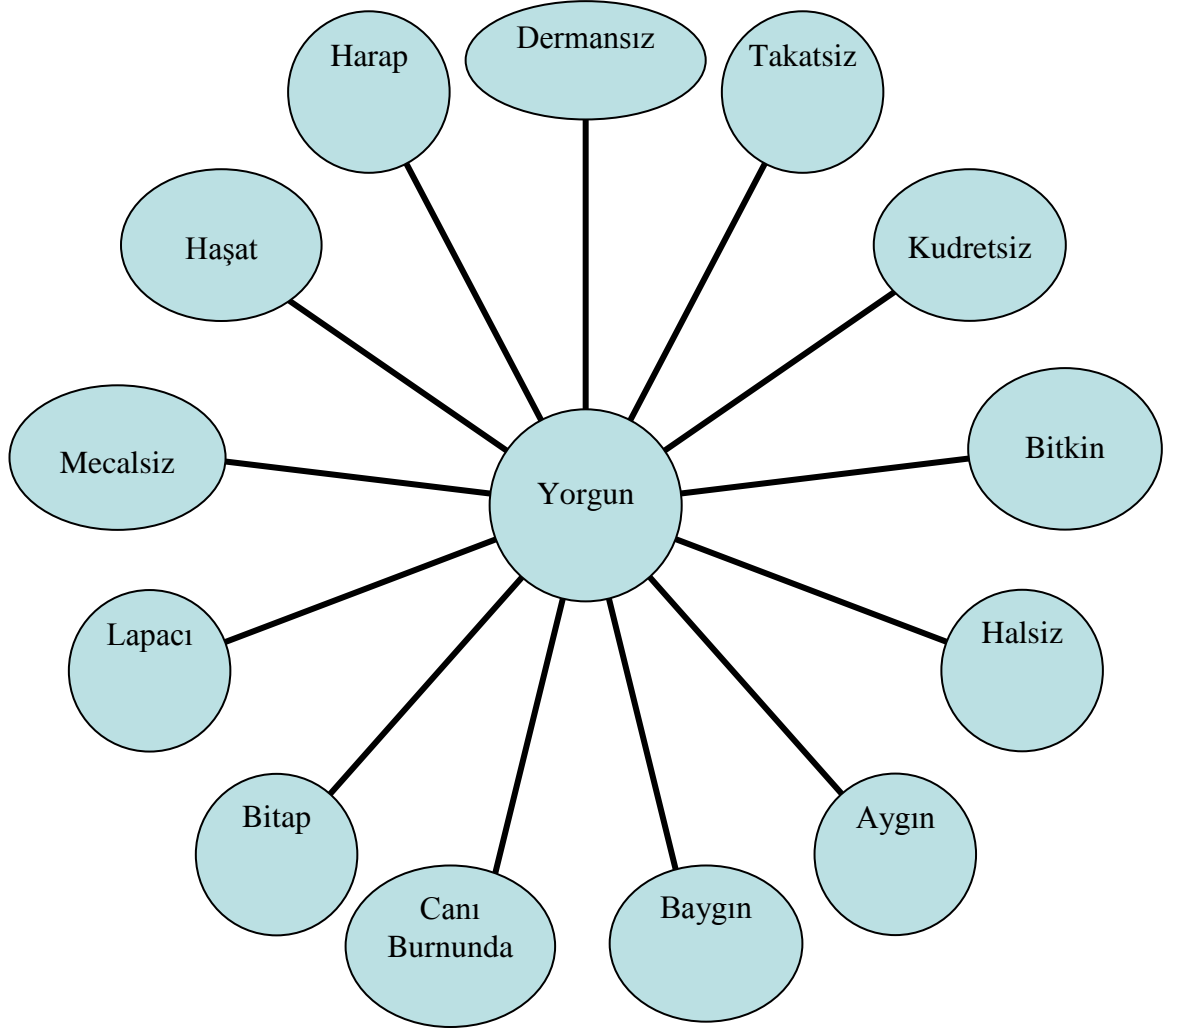 Dermansız
Harap
Takatsiz
Haşat
Kudretsiz
Mecalsiz
Bitkin
Yorgun
Lapacı
Halsiz
Bitap
Aygın
Canı
Burnunda
Baygın